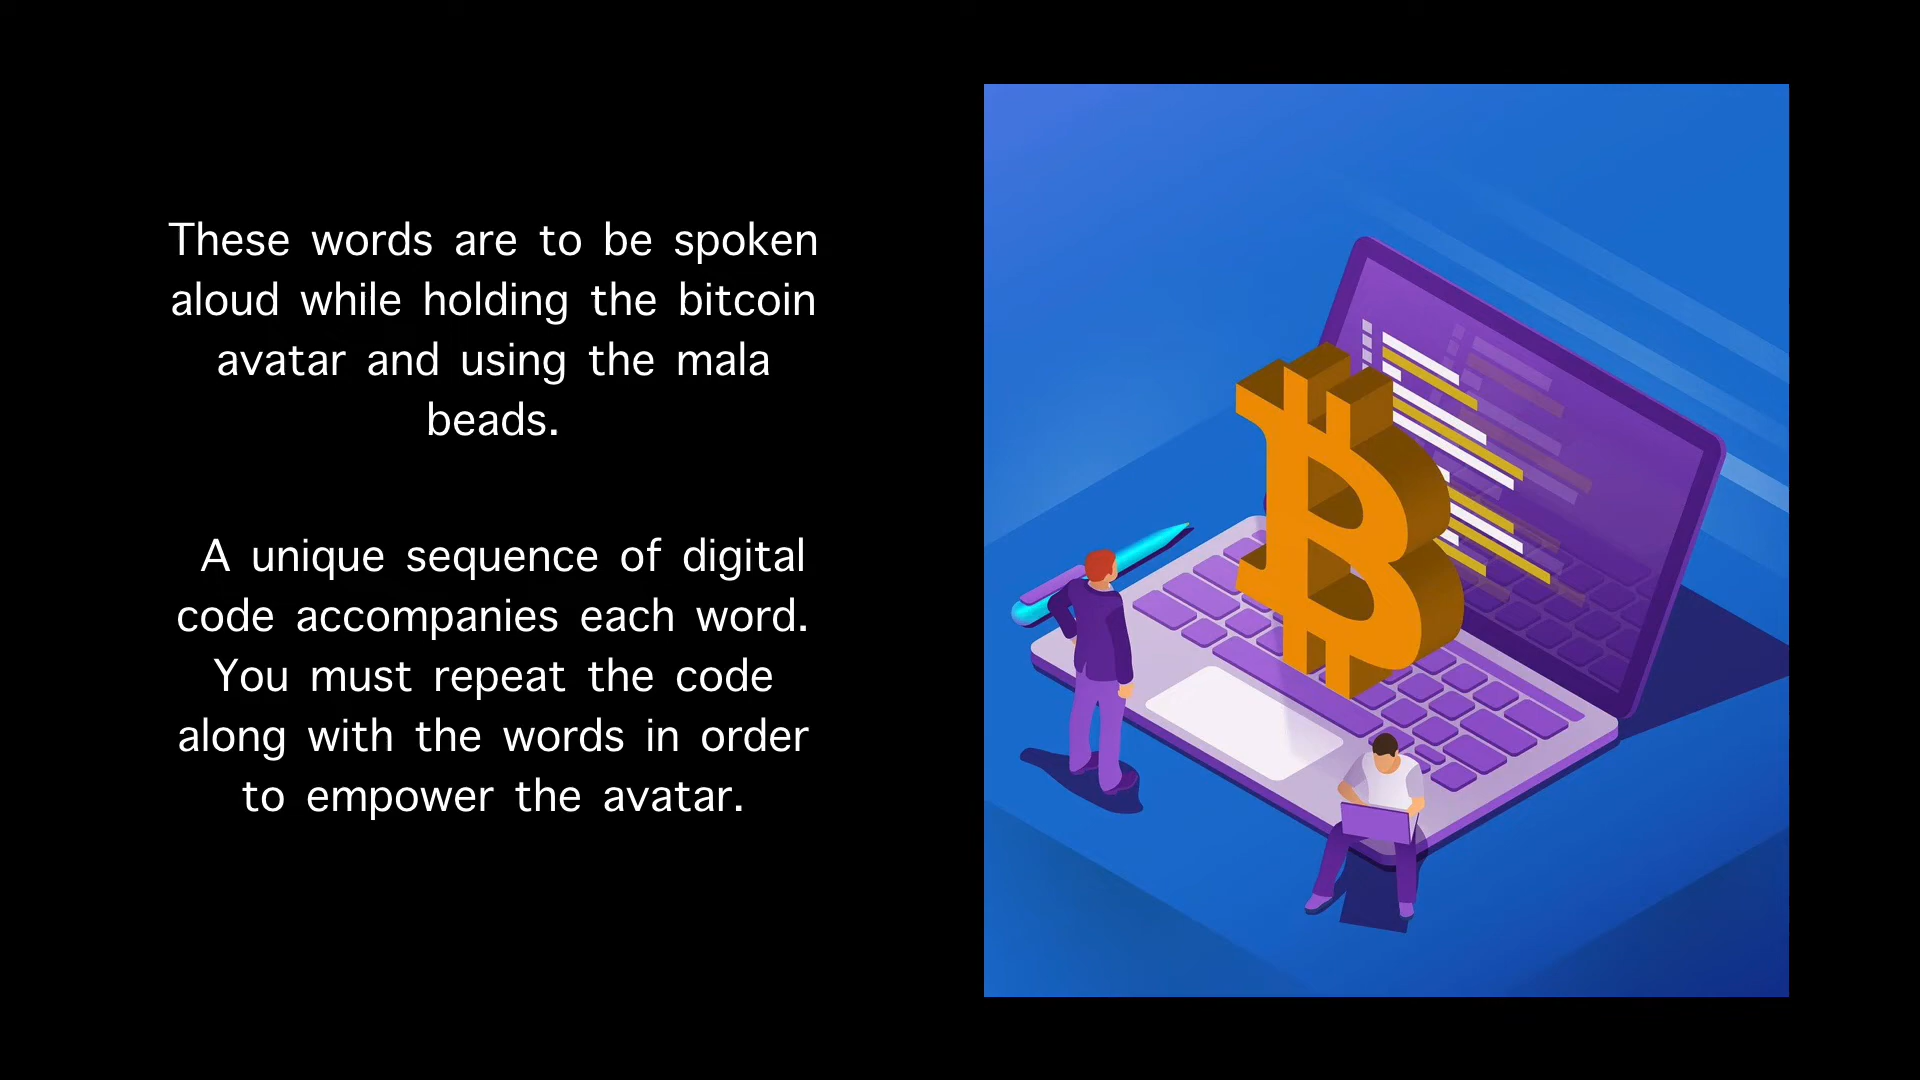 These words are to be spoken
aloud while holding the bitcoin
avatar and using the mala
beads.
A unique sequence of digital
code accompanies each word.
You must repeat the code
along with the words in order
to empower the avatar.